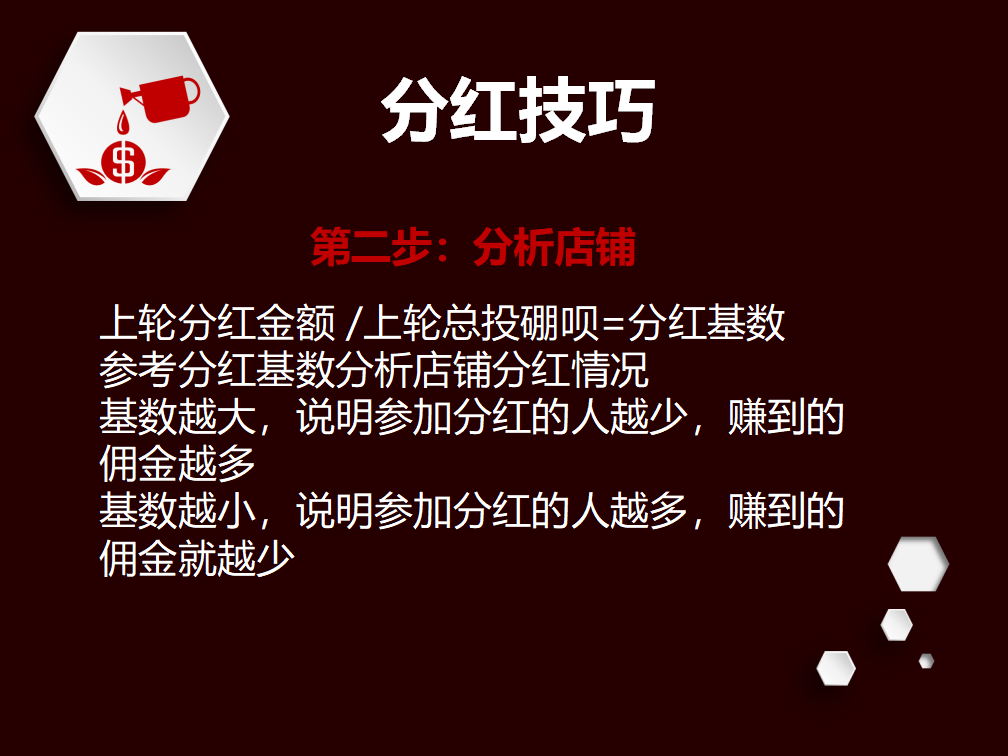 $
分红技巧
第二步：分析店铺
上轮分红金额 /上轮总投硼呗=分红基数
参考分红基数分析店铺分红情况
基数越大，说明参加分红的人越少，赚到的
佣金越多
基数越小，说明参加分红的人越多，赚到的
佣金就越少